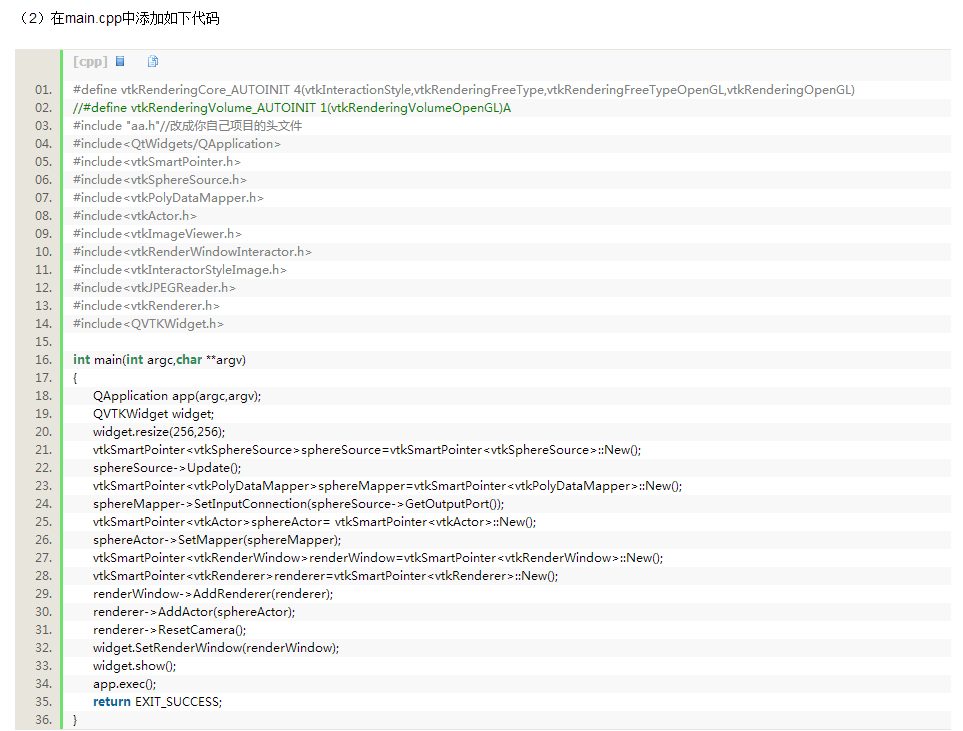 （2）在main.cpp中添加如下代码
[cpp]
01. #define vtkRenderingCore_AUTOINIT 4(vtkInteractionStyle,vtkRenderingFreeType,vtkRenderingFreeTypeOpenGL,vtkRenderingOpenGL)
02. //#define vtkRenderingVolume_AUTOINIT 1(vtkRenderingVolumeOpenGL)A
03. #include "aa.h"//改成你自己项目的头文件
04. #include<QtWidgets/QApplication>
05. #include<vtkSmartPointer.h>
06. #include<vtkSphereSource.h>
07. #include<vtkPolyDataMapper.h>
08. #include<vtkActor.h>
09. #include<vtkImageViewer.h>
10. #include<vtkRenderWindowInteractor.h>
11. #include<vtkInteractorStyleImage.h>
12. #include<vtkJPEGReader.h>
13. #include<vtkRenderer.h>
14. #include<QVTKWidget.h>
15.
16. int main(int argc,char **argv)
17. {
18. QApplication app(argc,argv);
19. QVTKWidget widget;
20. widget.resize(256,256);
21. vtkSmartPointer<vtkSphereSource>sphereSource=vtkSmartPointer<vtkSphereSource>::New();
22. sphereSource->Update();
23. vtkSmartPointer<vtkPolyDataMapper>sphereMapper=vtkSmartPointer<vtkPolyDataMapper>::New();
24. sphereMapper->SetInputConnection(sphereSource->GetOutputPort());
25. vtkSmartPointer<vtkActor>sphereActor= vtkSmartPointer<vtkActor>::New();
26. sphereActor->SetMapper(sphereMapper);
27. vtkSmartPointer<vtkRenderWindow>renderWindow=vtkSmartPointer<vtkRenderWindow>::New();
28. vtkSmartPointer<vtkRenderer>renderer=vtkSmartPointer<vtkRenderer>::New();
29. renderWindow->AddRenderer(renderer);
30. renderer->AddActor(sphereActor);
31. renderer->ResetCamera();
32. widget.SetRenderWindow(renderWindow);
33. widget.show();
34. app.exec();
35. return EXIT_SUCCESS;
36. }